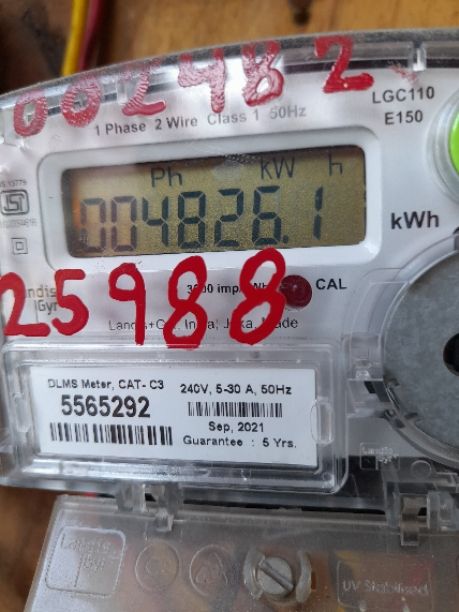 002482
LGC110
E150
1 Phase 2 Wire Class 1 50Hz
Ph kW h
004826.1
kWh
25988
CAL
DLMS Meter, CAT- C3
5565292
240V, 5-30 A, 50Hz
Sep, 2021
Guarantee : 5 Yrs.
UV Stabilised